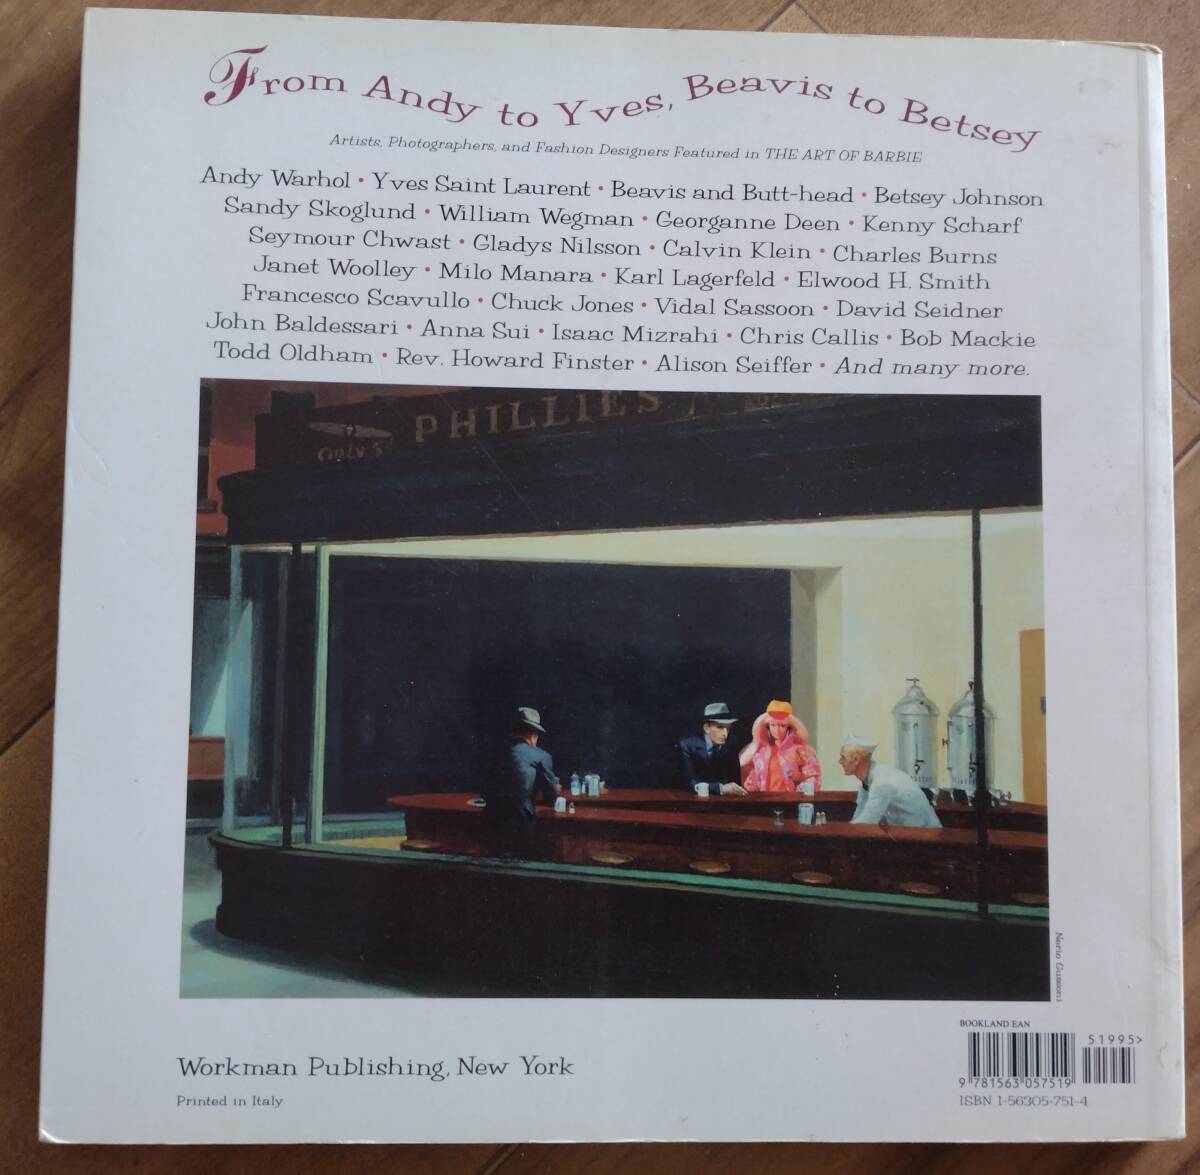 From Andy to Yves, Beavis to Betsey
Artists, Photographers, and Fashion Designers Featured in THE ART OF BARBIE
Andy Warhol • Yves Saint Laurent • Beavis and Butt-head • Betsey Johnson
Sandy Skoglund • William Wegman • Georganne Deen • Kenny Scharf
Seymour Chwast • Gladys Nilsson • Calvin Klein • Charles Burns
Janet Woolley • Milo Manara • Karl Lagerfeld • Elwood H. Smith
Francesco Scavullo • Chuck Jones • Vidal Sassoon • David Seidner
John Baldessari • Anna Sui • Isaac Mizrahi • Chris Callis • Bob Mackie
Todd Oldham • Rev. Howard Finster • Alison Seiffer • And many more.
PHILLIES
ONLY 5¢
Workman Publishing, New York
Printed in Italy
BOOKLAND EAN
51995>
9 781563 057519
ISBN 1-56305-751-4